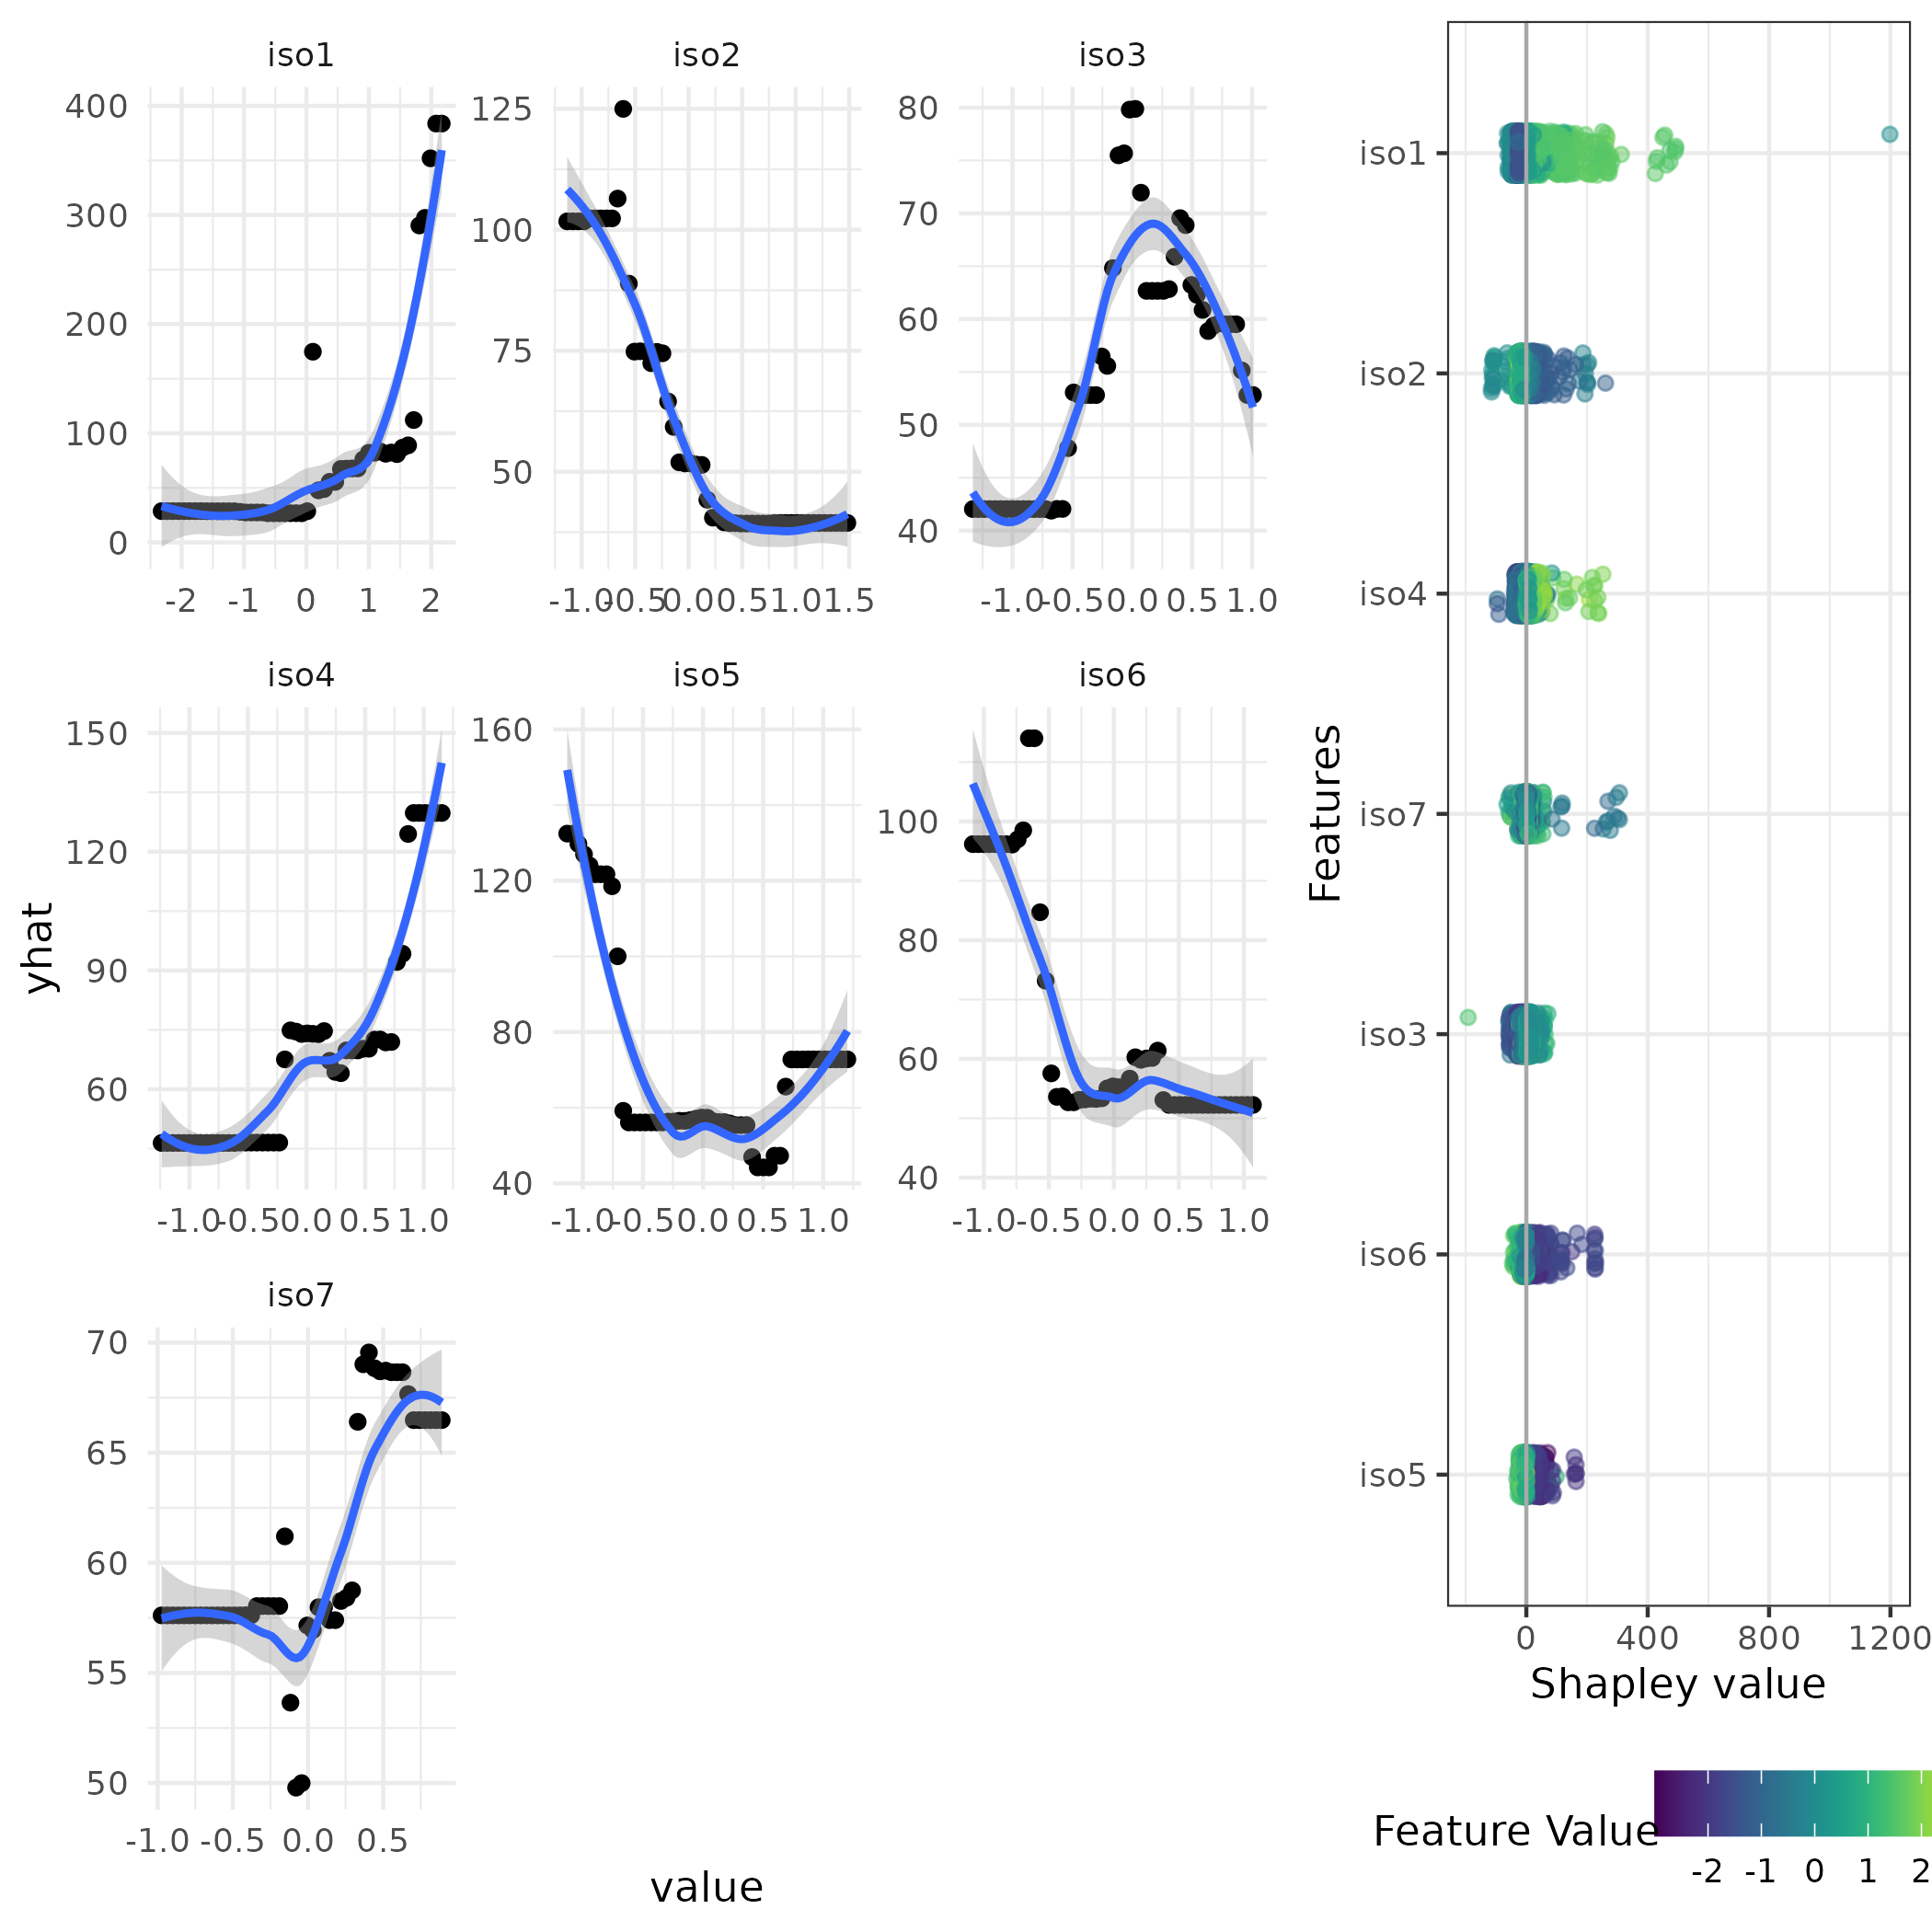 iso1
iso2
iso3
400
300
200
100
0
-2 -1 0 1 2
125
100
75
50
-1.0 -0.5 0.0 0.5 1.0 1.5
80
70
60
50
40
-1.0 -0.5 0.0 0.5 1.0
iso4
iso5
iso6
150
120
90
60
-1.0 -0.5 0.0 0.5 1.0
160
120
80
40
-1.0 -0.5 0.0 0.5 1.0
100
80
60
40
-1.0 -0.5 0.0 0.5 1.0
iso7
70
65
60
55
50
-1.0 -0.5 0.0 0.5
yhat
value
Features
iso1
iso2
iso4
iso7
iso3
iso6
iso5
0 400 800 1200
Shapley value
Feature Value
-2 -1 0 1 2